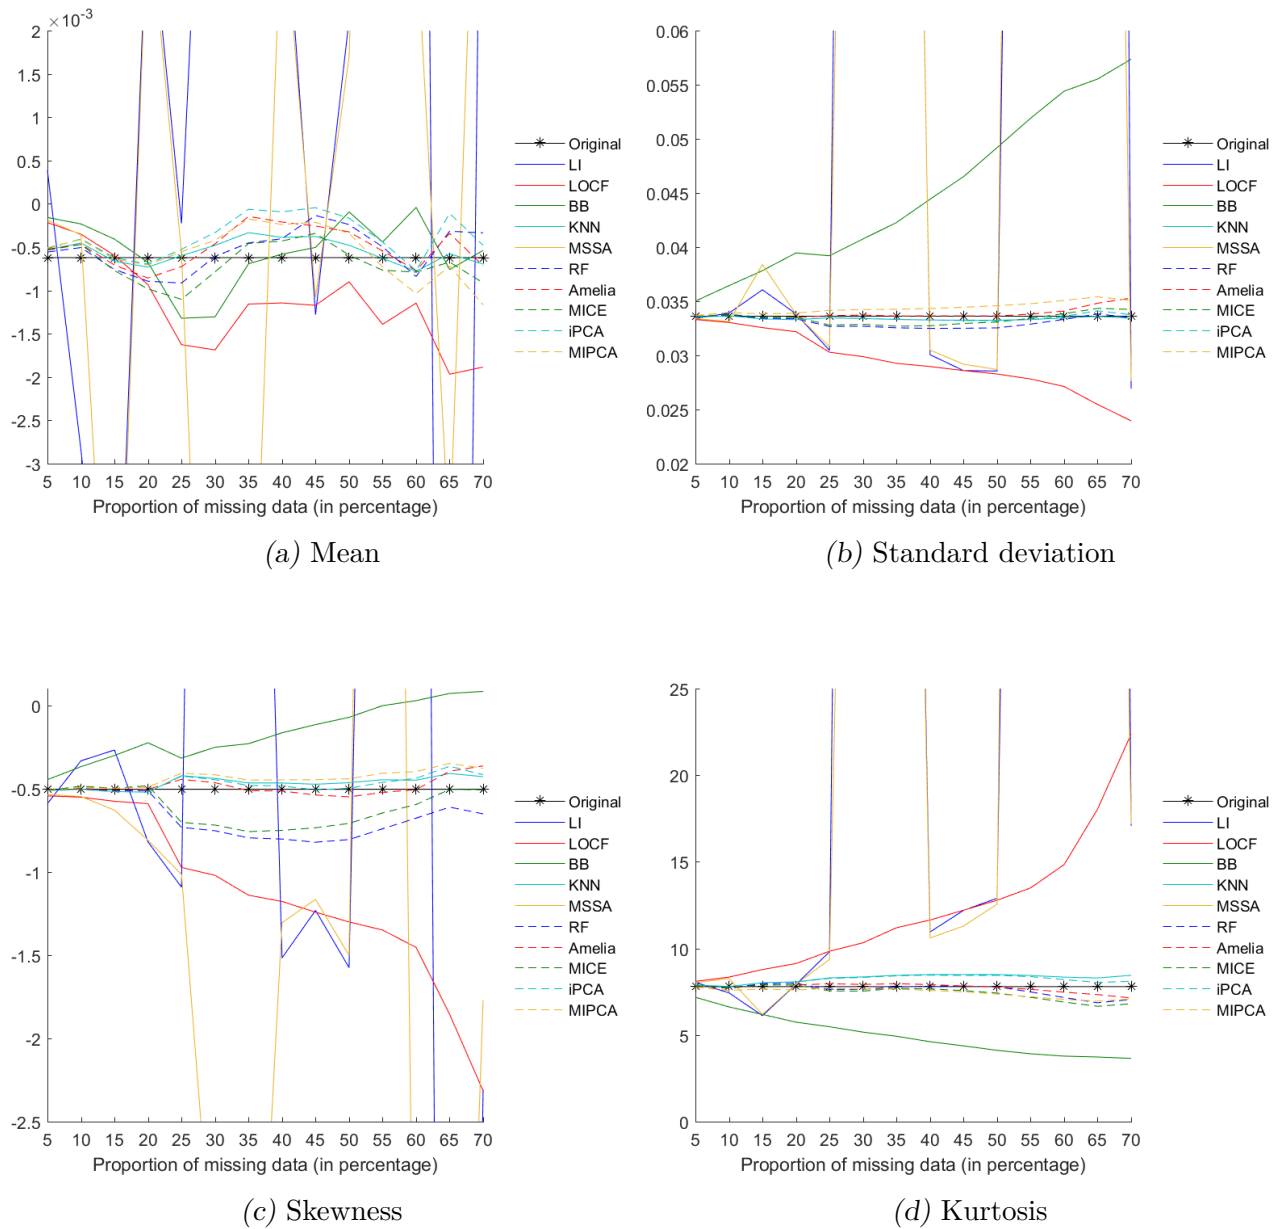 ×10⁻³
2
1.5
1
0.5
0
-0.5
-1
-1.5
-2
-2.5
-3
5 10 15 20 25 30 35 40 45 50 55 60 65 70
Proportion of missing data (in percentage)
Original
LI
LOCF
BB
KNN
MSSA
RF
Amelia
MICE
iPCA
MIPCA
(a) Mean
0.06
0.055
0.05
0.045
0.04
0.035
0.03
0.025
0.02
5 10 15 20 25 30 35 40 45 50 55 60 65 70
Proportion of missing data (in percentage)
Original
LI
LOCF
BB
KNN
MSSA
RF
Amelia
MICE
iPCA
MIPCA
(b) Standard deviation
0
-0.5
-1
-1.5
-2
-2.5
5 10 15 20 25 30 35 40 45 50 55 60 65 70
Proportion of missing data (in percentage)
Original
LI
LOCF
BB
KNN
MSSA
RF
Amelia
MICE
iPCA
MIPCA
(c) Skewness
25
20
15
10
5
0
5 10 15 20 25 30 35 40 45 50 55 60 65 70
Proportion of missing data (in percentage)
Original
LI
LOCF
BB
KNN
MSSA
RF
Amelia
MICE
iPCA
MIPCA
(d) Kurtosis